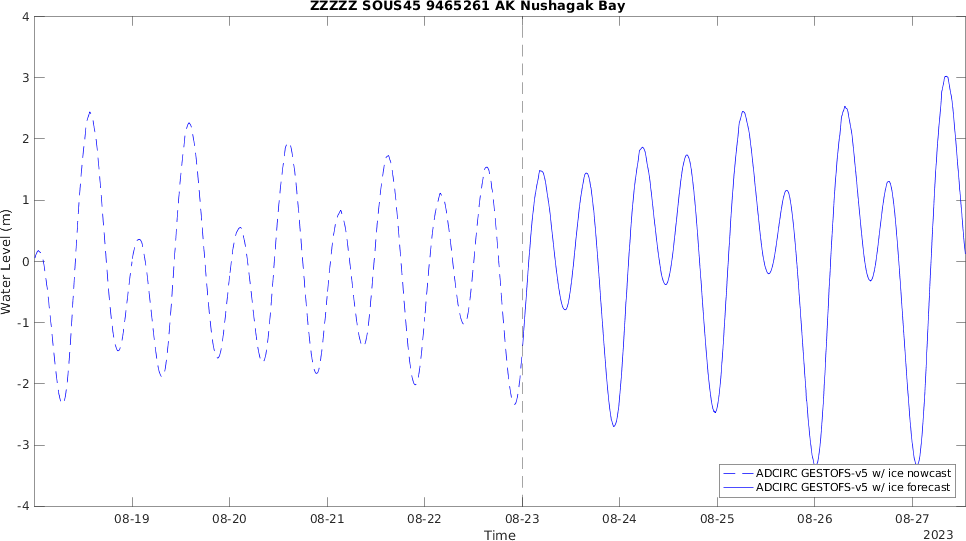 ZZZZZ SOUS45 9465261 AK Nushagak Bay
Water Level (m)
4
3
2
1
0
-1
-2
-3
-4
ADCIRC GESTOFS-v5 w/ ice nowcast
ADCIRC GESTOFS-v5 w/ ice forecast
08-19 08-20 08-21 08-22 08-23 08-24 08-25 08-26 08-27
Time
2023